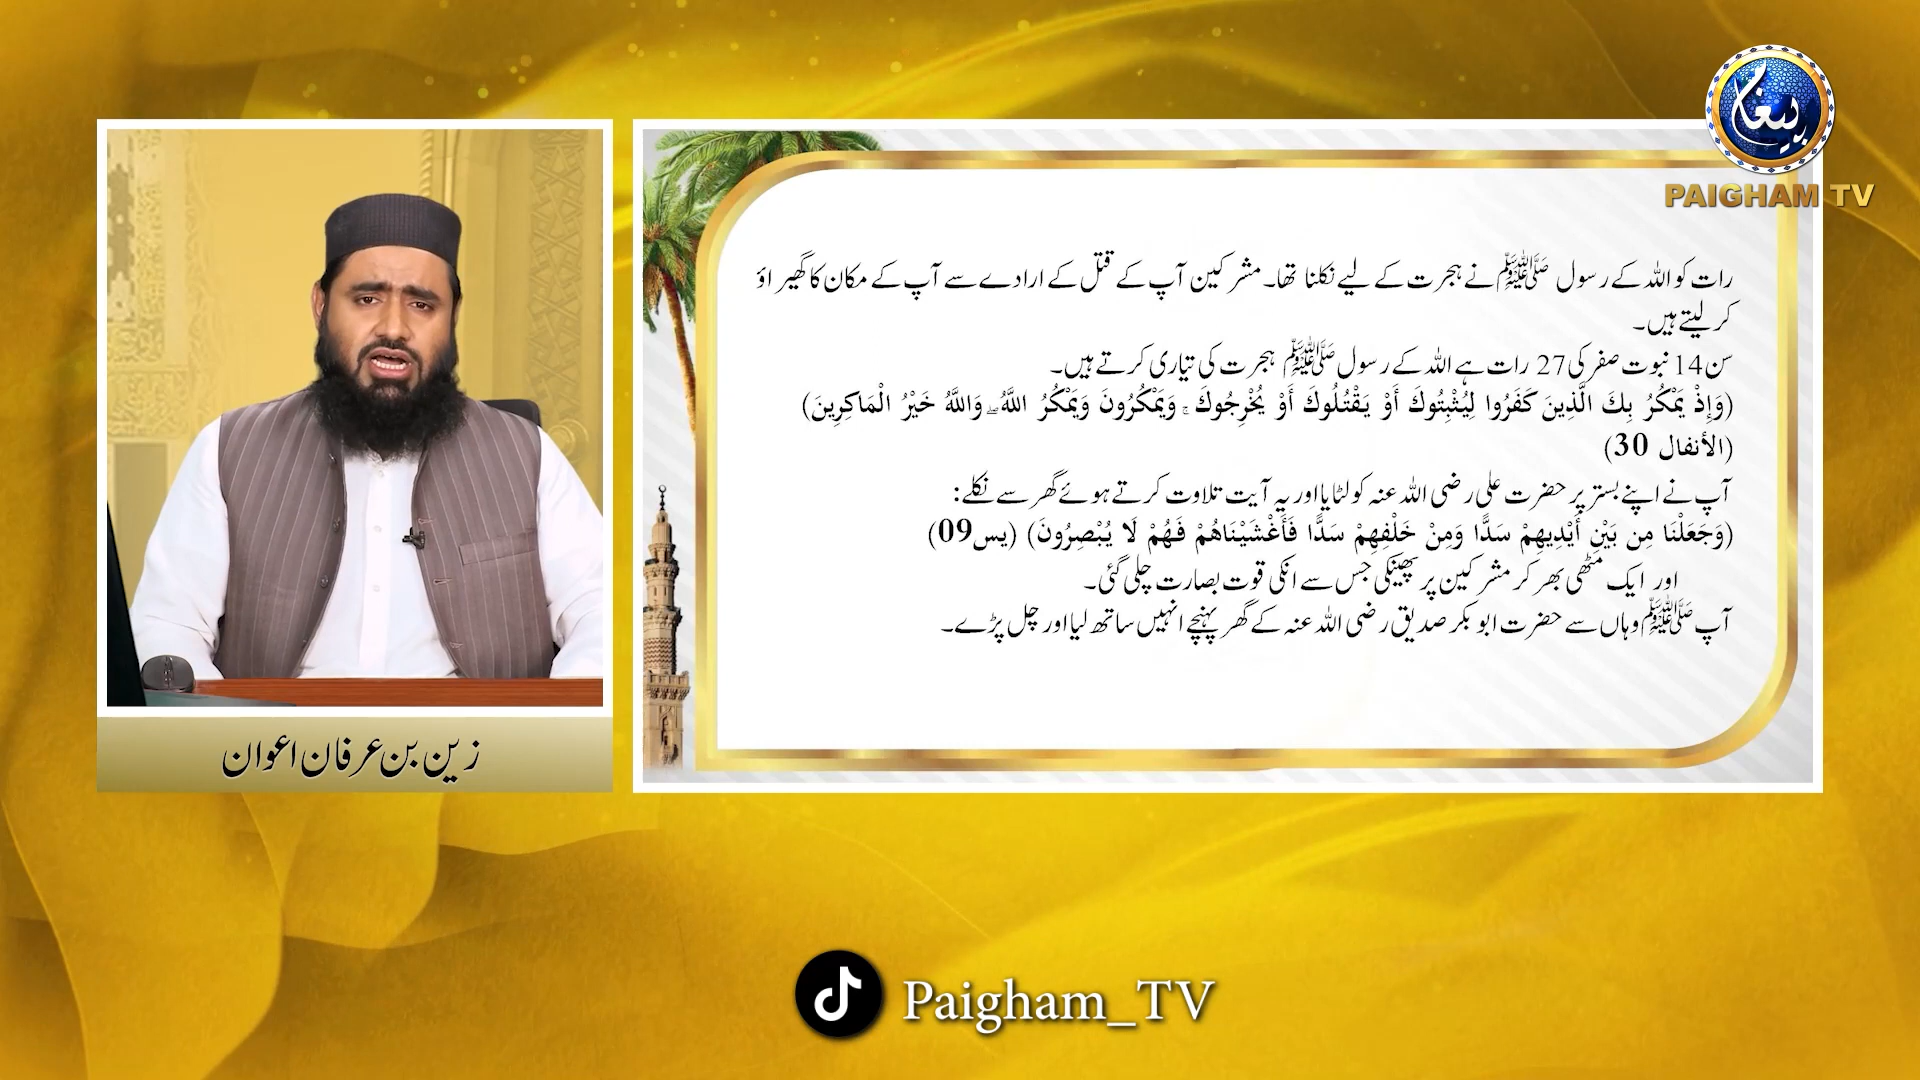 پیغام
PAIGHAM TV
رات کو اللہ کے رسول ﷺ نے ہجرت کے لیے نکلنا تھا۔ مشرکین آپ کے قتل کے ارادے سے آپ کے مکان کا گھیراؤ
کر لیتے ہیں۔
سن 14 نبوت صفر کی 27 رات ہے اللہ کے رسول ﷺ ہجرت کی تیاری کرتے ہیں۔
(وَإِذْ يَمْكُرُ بِكَ الَّذِينَ كَفَرُوا لِيُثْبِتُوكَ أَوْ يَقْتُلُوكَ أَوْ يُخْرِجُوكَ ۚ وَيَمْكُرُونَ وَيَمْكُرُ اللَّهُ ۖ وَاللَّهُ خَيْرُ الْمَاكِرِينَ)
(الأنفال 30)
آپ نے اپنے بستر پر حضرت علی رضی اللہ عنہ کو لٹایا اور یہ آیت تلاوت کرتے ہوئے گھر سے نکلے:
(وَجَعَلْنَا مِن بَيْنِ أَيْدِيهِمْ سَدًّا وَمِنْ خَلْفِهِمْ سَدًّا فَأَغْشَيْنَاهُمْ فَهُمْ لَا يُبْصِرُونَ) (یس09)
اور ایک مٹھی بھر کر مشرکین پر پھینکی جس سے انکی قوت بصارت چلی گئی۔
آپ ﷺ وہاں سے حضرت ابو بکر صدیق رضی اللہ عنہ کے گھر پہنچے انہیں ساتھ لیا اور چل پڑے۔
زین بن عرفان اعوان
Paigham_TV